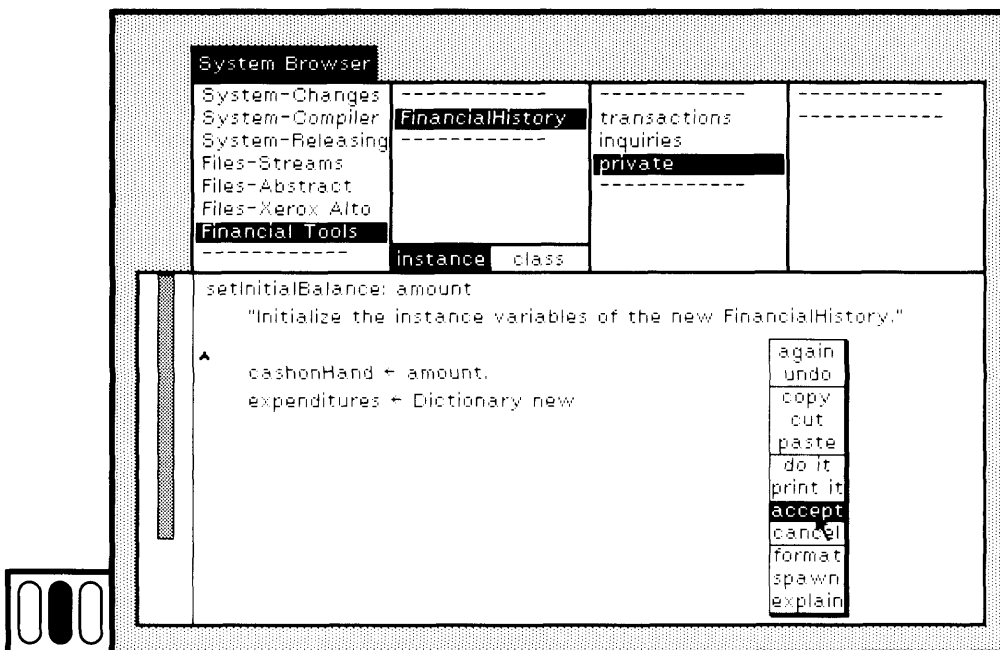 System Browser
System-Changes
System-Compiler
System-Releasing
Files-Streams
Files-Abstract
Files-Xerox Alto
Financial Tools
-------------
-------------
FinancialHistory
-------------
instance class
-------------
transactions
inquiries
private
-------------
-------------
-------------
setInitialBalance: amount
"Initialize the instance variables of the new FinancialHistory."
cashonHand ← amount.
expenditures ← Dictionary new
again
undo
copy
cut
paste
do it
print it
accept
cancel
format
spawn
explain